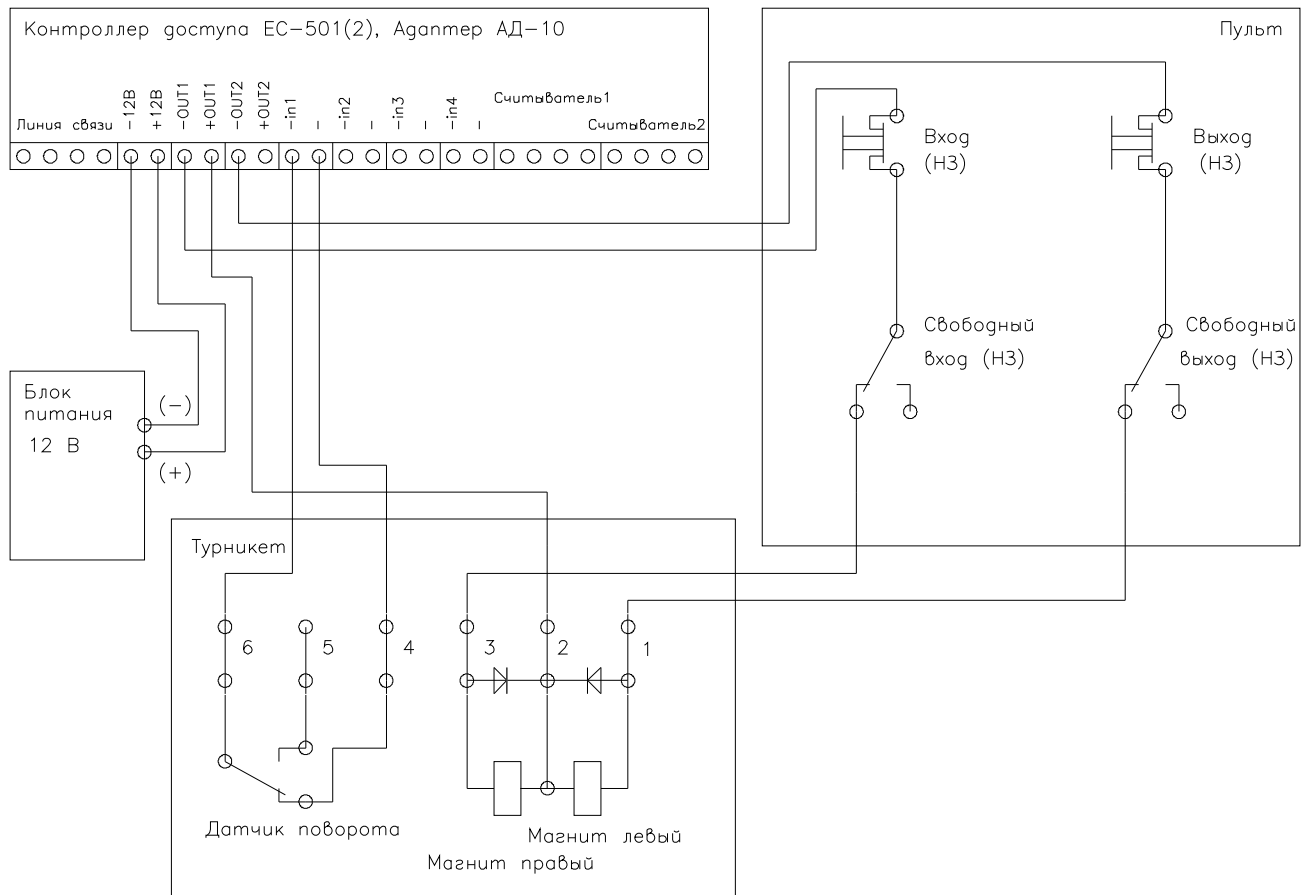 Контроллер доступа ЕС-501(2), Адаптер АД-10
Линия связи
-12В
+12В
-OUT1
+OUT1
-OUT2
+OUT2
-in1
-
-in2
-
-in3
-
-in4
-
Считыватель1
Считыватель2
Пульт
Вход
(НЗ)
Выход
(НЗ)
Свободный
вход (НЗ)
Свободный
выход (НЗ)
Блок
питания
12 В
(-)
(+)
Турникет
6
5
4
3
2
1
Датчик поворота
Магнит левый
Магнит правый